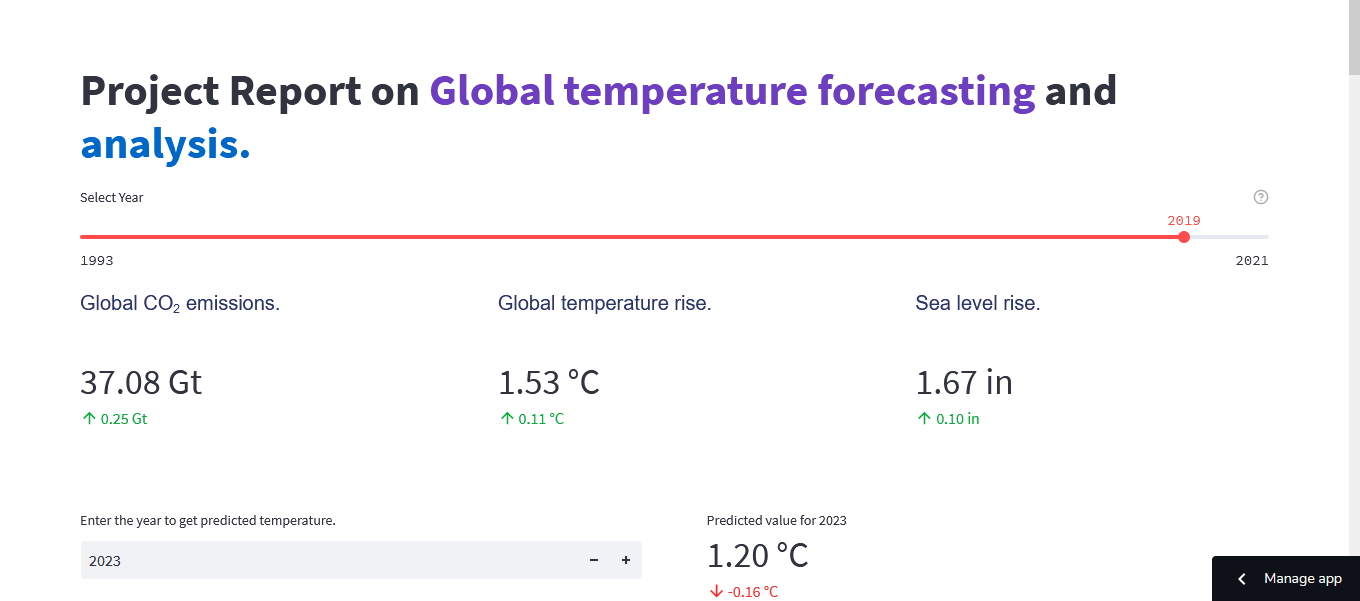 Project Report on Global temperature forecasting and
analysis.
Select Year
2019
1993 2021
Global CO₂ emissions. Global temperature rise. Sea level rise.
37.08 Gt 1.53 °C 1.67 in
↑ 0.25 Gt ↑ 0.11 °C ↑ 0.10 in
Enter the year to get predicted temperature. Predicted value for 2023
2023 − + 1.20 °C
↓ -0.16 °C
Manage app